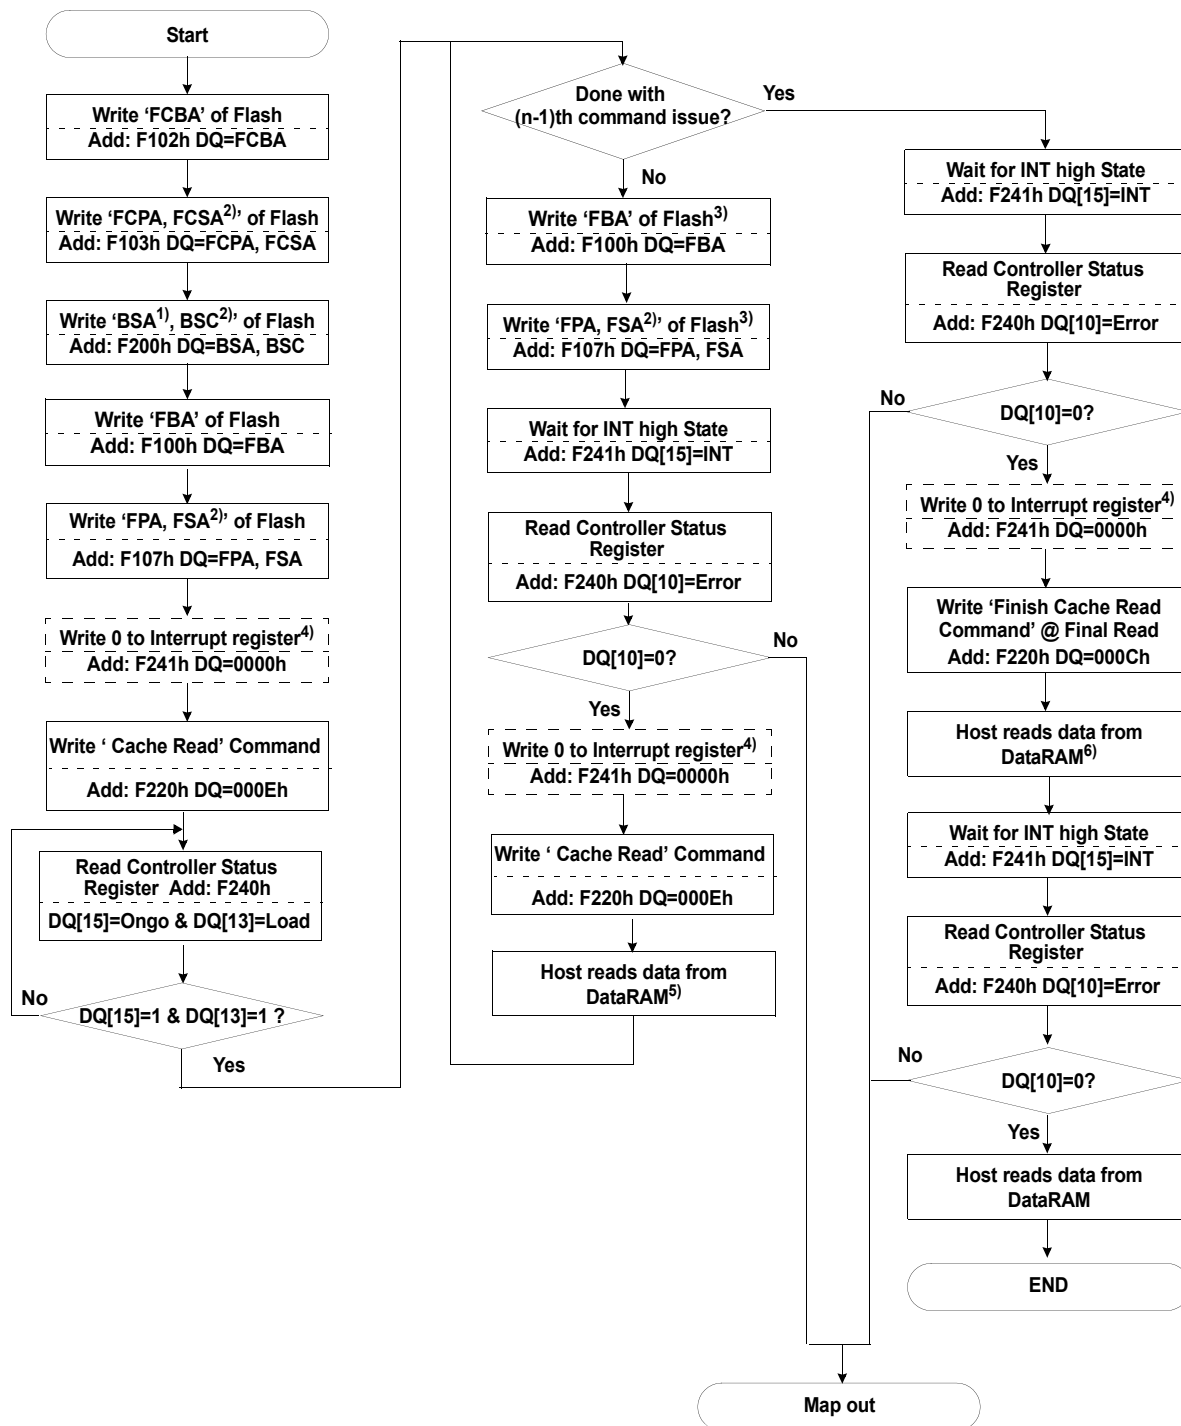 Start
Write ‘FCBA’ of Flash
Add: F102h DQ=FCBA
Write ‘FCPA, FCSA2)’ of Flash
Add: F103h DQ=FCPA, FCSA
Write ‘BSA1), BSC2)’ of Flash
Add: F200h DQ=BSA, BSC
Write ‘FBA’ of Flash
Add: F100h DQ=FBA
Write ‘FPA, FSA2)’ of Flash
Add: F107h DQ=FPA, FSA
Write 0 to Interrupt register4)
Add: F241h DQ=0000h
Write ‘ Cache Read’ Command
Add: F220h DQ=000Eh
Read Controller Status
Register Add: F240h
DQ[15]=Ongo & DQ[13]=Load
No
DQ[15]=1 & DQ[13]=1 ?
Yes
Done with
(n-1)th command issue?
Yes
No
Write ‘FBA’ of Flash3)
Add: F100h DQ=FBA
Write ‘FPA, FSA2)’ of Flash3)
Add: F107h DQ=FPA, FSA
Wait for INT high State
Add: F241h DQ[15]=INT
Read Controller Status
Register
Add: F240h DQ[10]=Error
No
DQ[10]=0?
Yes
Write 0 to Interrupt register4)
Add: F241h DQ=0000h
Write ‘ Cache Read’ Command
Add: F220h DQ=000Eh
Host reads data from
DataRAM5)
Wait for INT high State
Add: F241h DQ[15]=INT
Read Controller Status
Register
Add: F240h DQ[10]=Error
No
DQ[10]=0?
Yes
Write 0 to Interrupt register4)
Add: F241h DQ=0000h
Write ‘Finish Cache Read
Command’ @ Final Read
Add: F220h DQ=000Ch
Host reads data from
DataRAM6)
Wait for INT high State
Add: F241h DQ[15]=INT
Read Controller Status
Register
Add: F240h DQ[10]=Error
No
DQ[10]=0?
Yes
Host reads data from
DataRAM
END
Map out